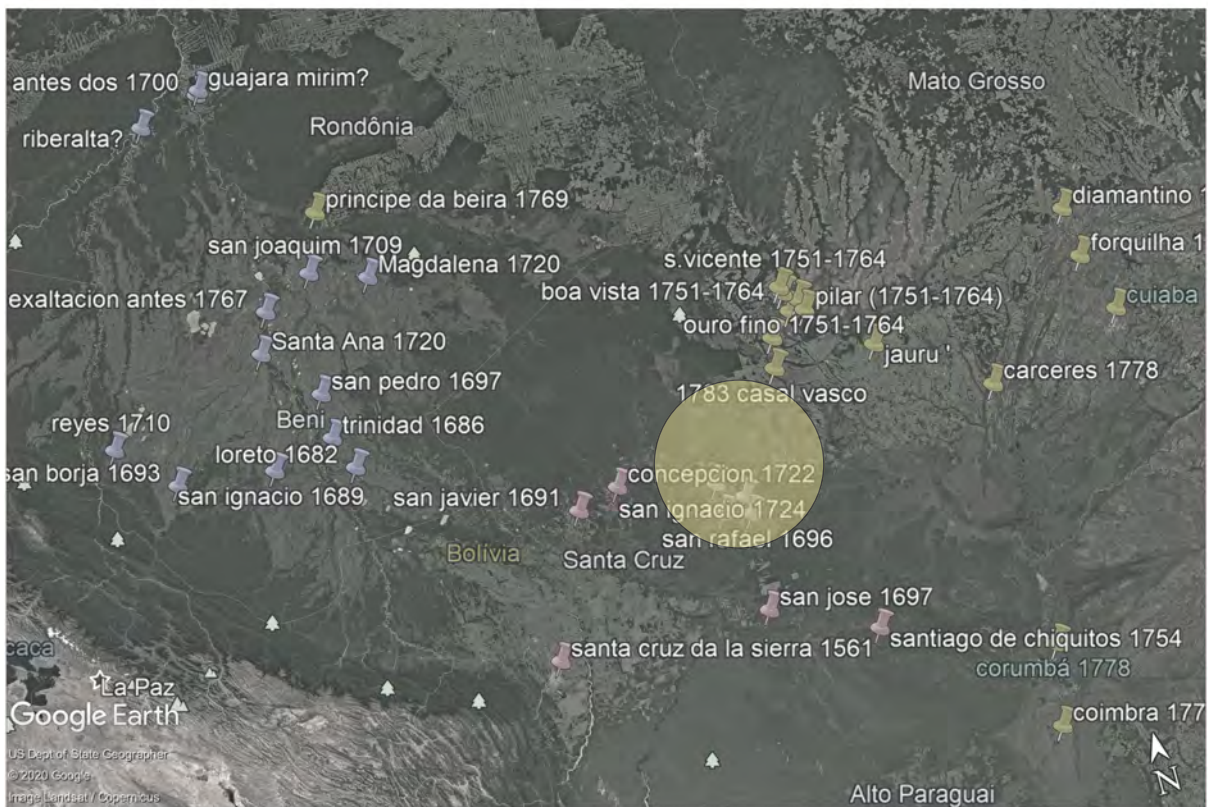 antes dos 1700
guajara mirim?
Mato Grosso
riberalta?
Rondônia
principe da beira 1769
diamantino 1
san joaquim 1709
forquilha 1
Magdalena 1720
s.vicente 1751-1764
exaltacion antes 1767
boa vista 1751-1764
pilar (1751-1764)
cuiaba
ouro fino 1751-1764
Santa Ana 1720
jauru '
san pedro 1697
carceres 1778
1783 casal vasco
reyes 1710
Beni
trinidad 1686
loreto 1682
san borja 1693
concepcion 1722
san ignacio 1689
san javier 1691
san ignacio 1724
san rafael 1696
Bolívia
Santa Cruz
san jose 1697
santiago de chiquitos 1754
caca
santa cruz da la sierra 1561
corumbá 1778
La Paz
Google Earth
coimbra 177
US Dept of State Geographer
© 2020 Google
Image Landsat / Copernicus
Alto Paraguai
N